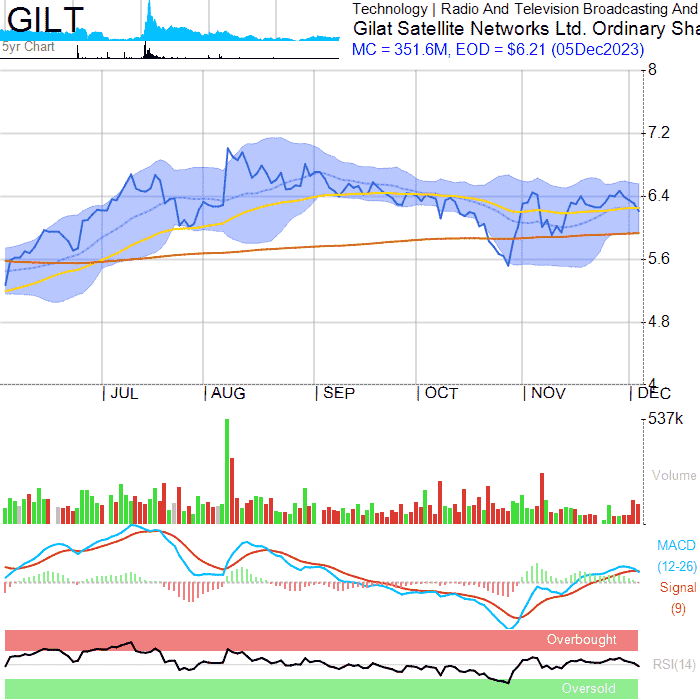 GILT
5yr Chart
Technology | Radio And Television Broadcasting And
Gilat Satellite Networks Ltd. Ordinary Sha
MC = 351.6M, EOD = $6.21 (05Dec2023)
8
7.2
6.4
5.6
4.8
4
| JUL | AUG | SEP | OCT | NOV | DEC
537k
Volume
MACD
(12-26)
Signal
(9)
Overbought
RSI(14)
Oversold